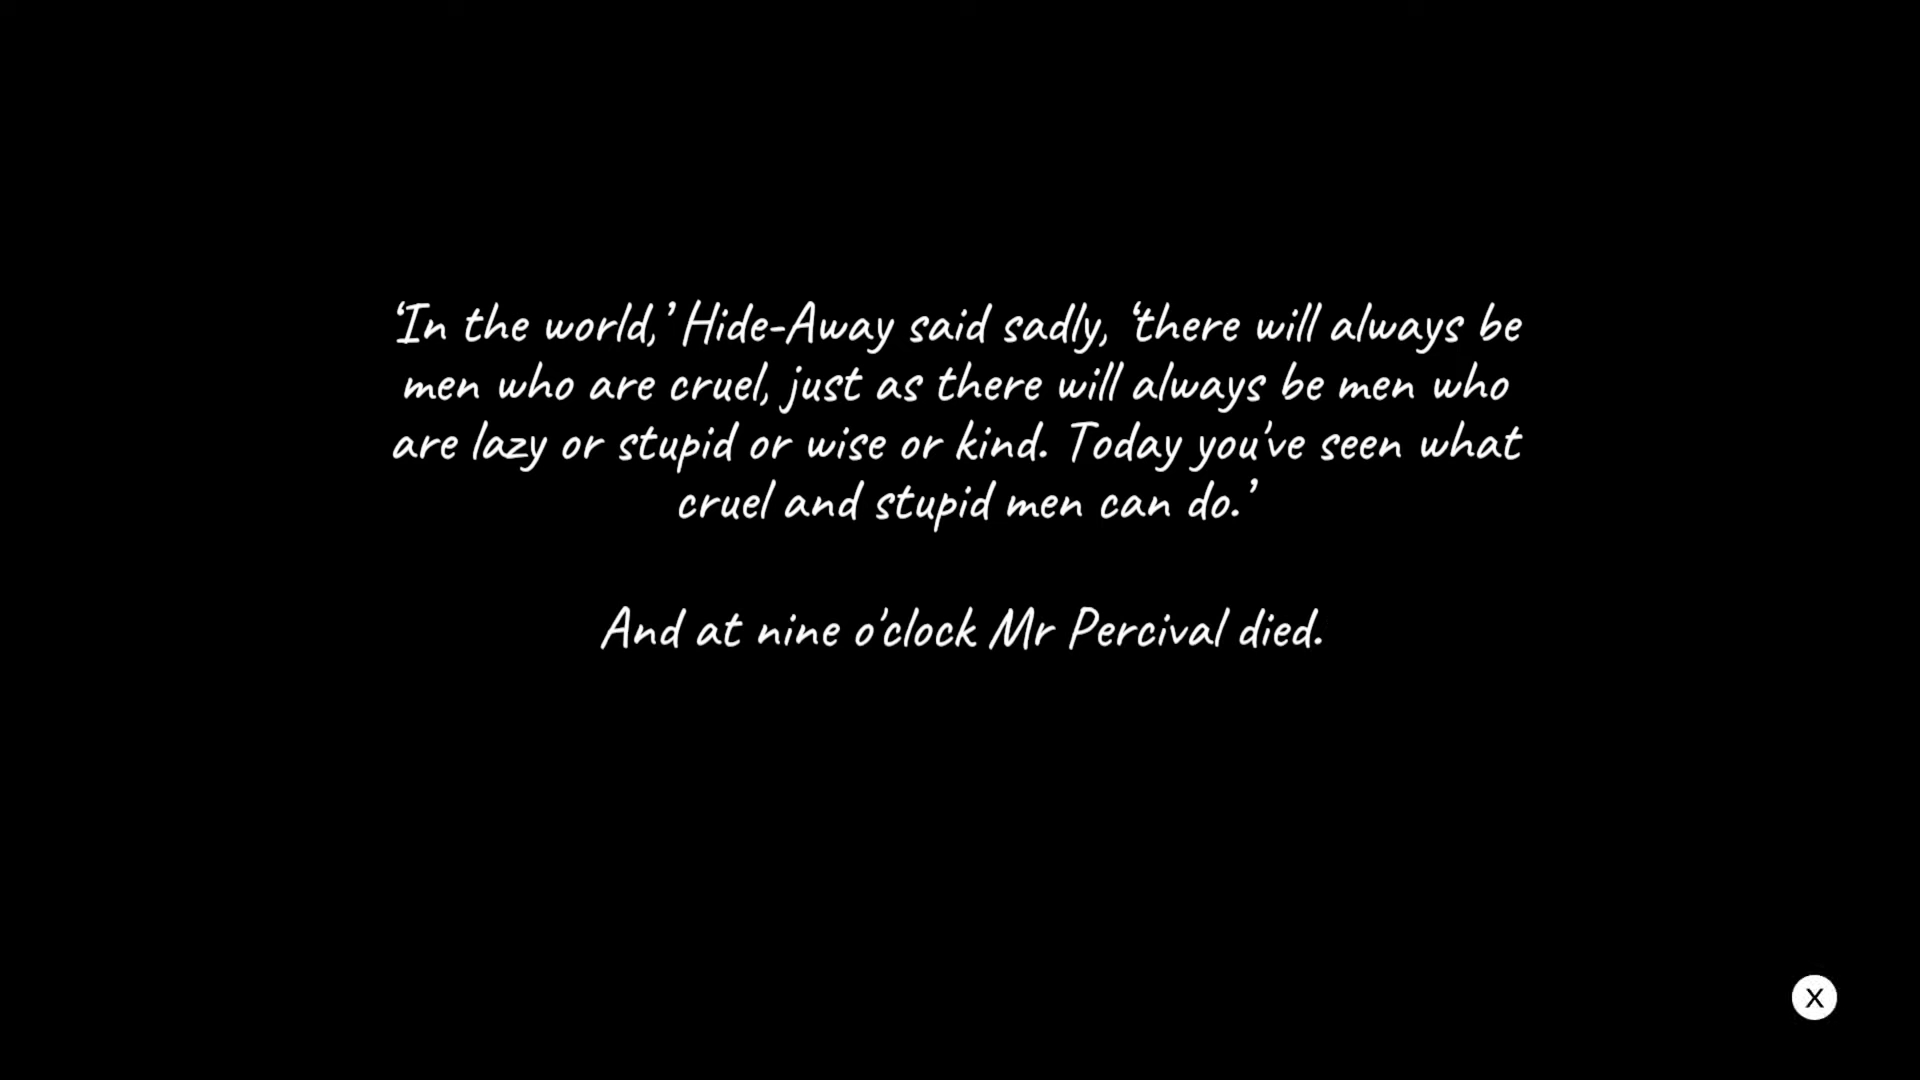 ‘In the world,’ Hide-Away said sadly, ‘there will always be
men who are cruel, just as there will always be men who
are lazy or stupid or wise or kind. Today you've seen what
cruel and stupid men can do.’
And at nine o'clock Mr Percival died.
X